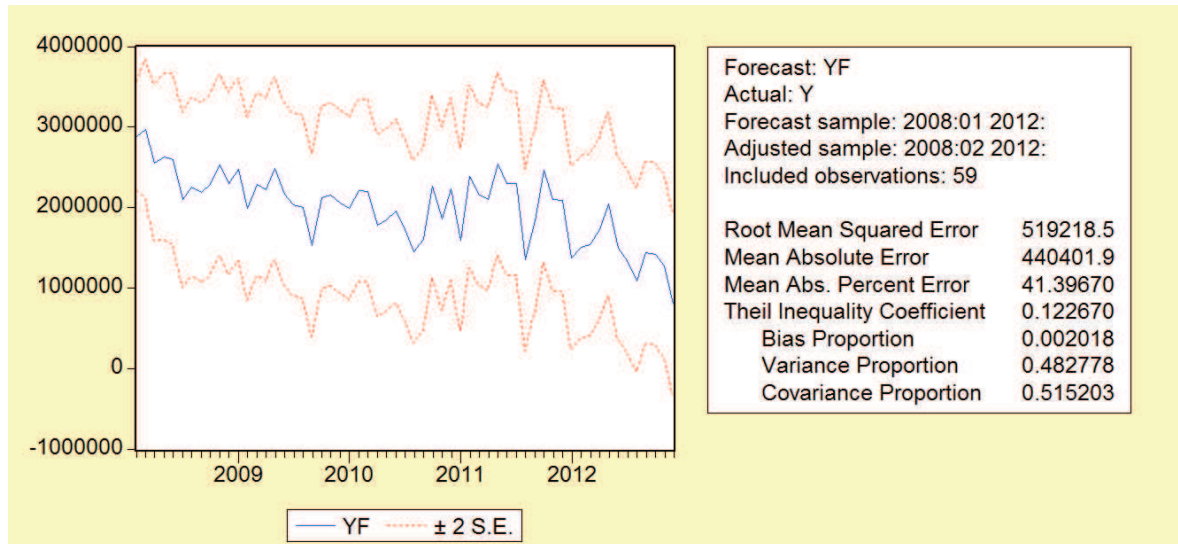 4000000
3000000
2000000
1000000
0
-1000000
2009 2010 2011 2012
YF ± 2 S.E.
Forecast: YF
Actual: Y
Forecast sample: 2008:01 2012:
Adjusted sample: 2008:02 2012:
Included observations: 59
Root Mean Squared Error 519218.5
Mean Absolute Error 440401.9
Mean Abs. Percent Error 41.39670
Theil Inequality Coefficient 0.122670
Bias Proportion 0.002018
Variance Proportion 0.482778
Covariance Proportion 0.515203